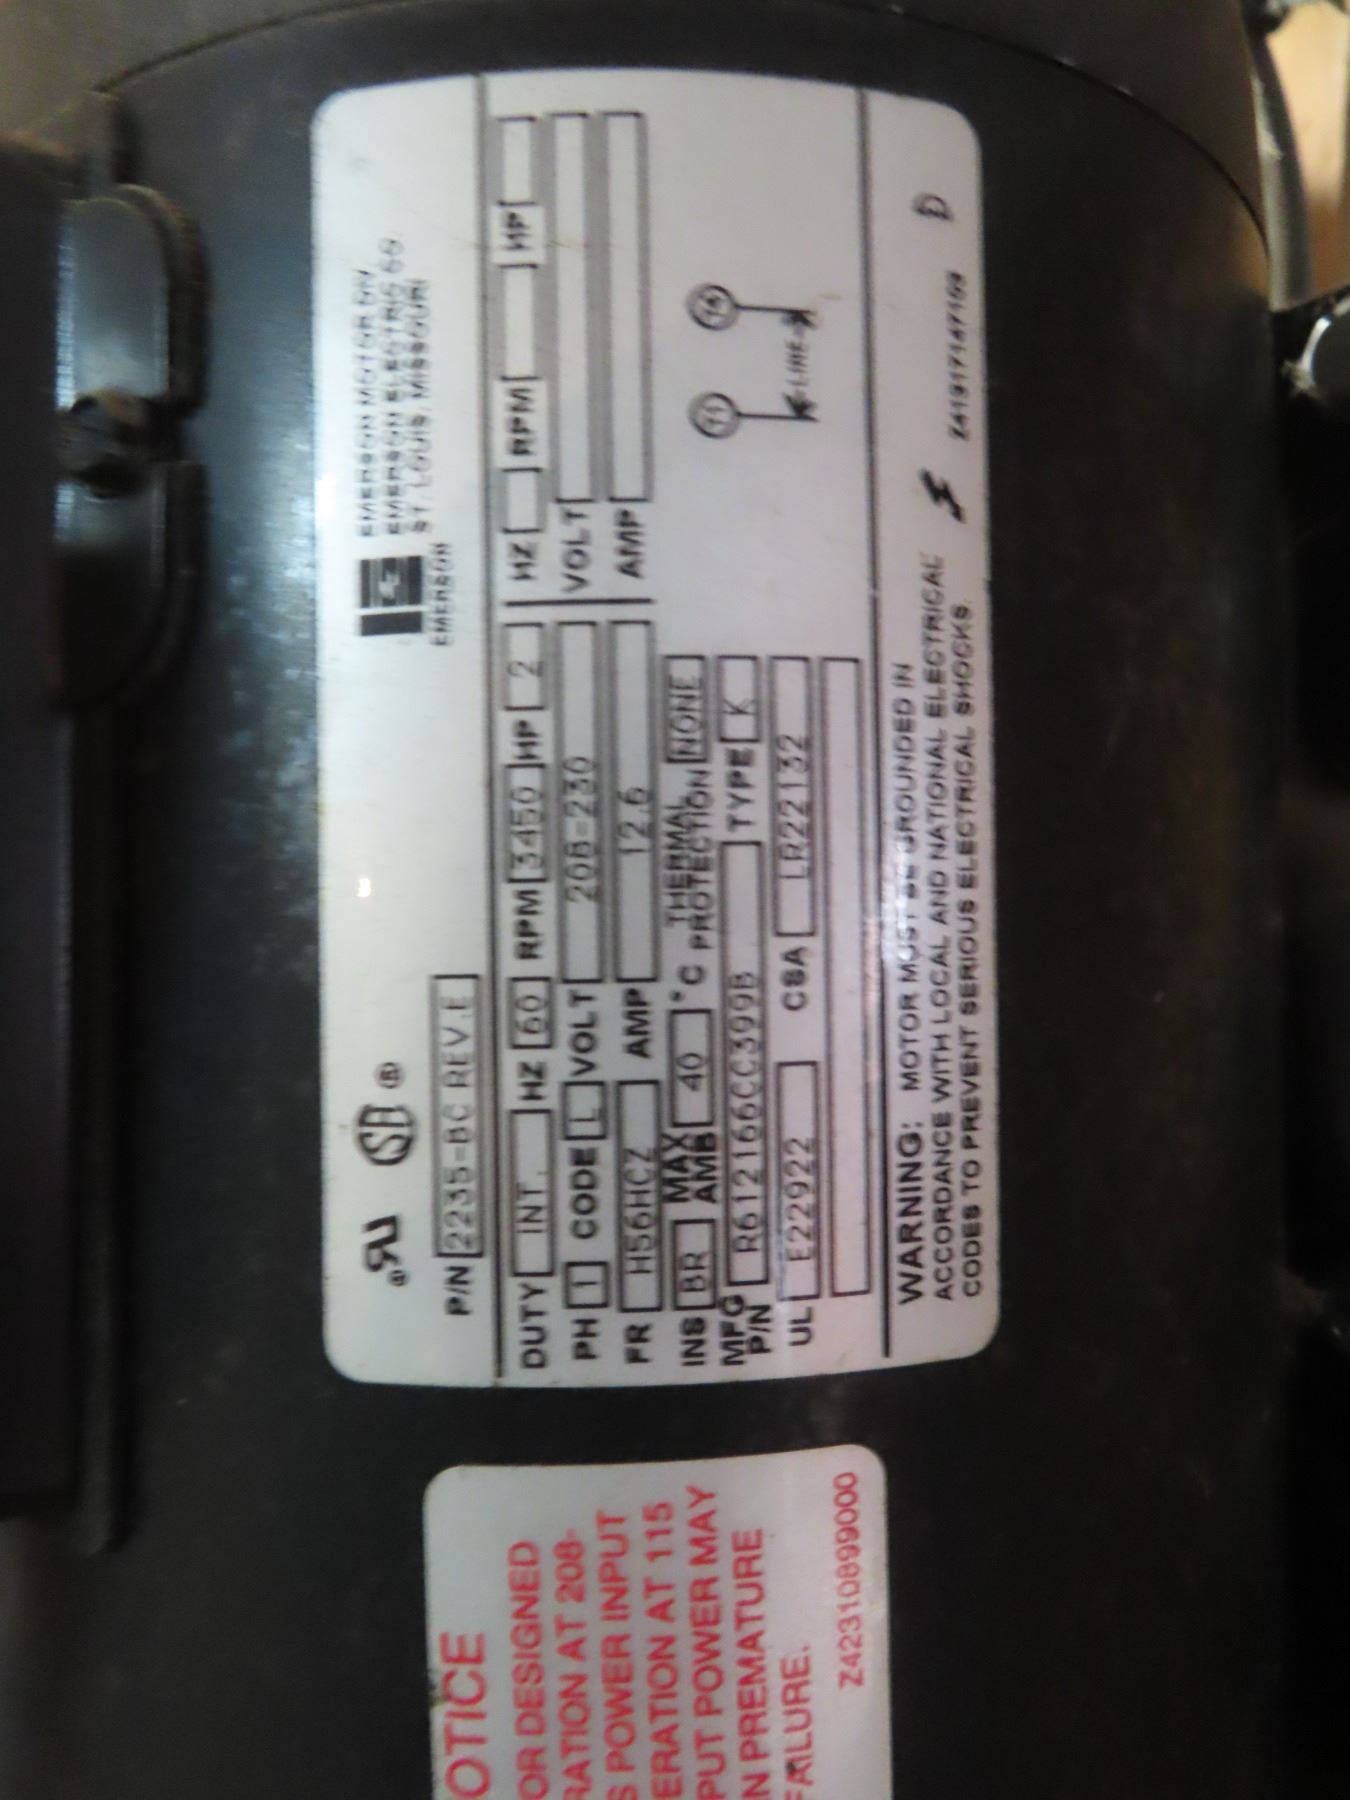 EMERSON MOTOR DIV.
EMERSON ELECTRIC CO.
ST. LOUIS, MISSOURI
EMERSON
P/N 2235-BC REV.E
DUTY INT. HZ 60 RPM 3450 HP 2 HZ RPM HP
PH 1 CODE L VOLT 208-230 VOLT
FR H56HCZ AMP 12.6 AMP
INS BR MAX AMB 40 °C THERMAL PROTECTION NONE
MFG P/N R612166CC399B TYPE K
UL E22922 CSA LR22132
11
LINE
WARNING: MOTOR MUST BE GROUNDED IN
ACCORDANCE WITH LOCAL AND NATIONAL ELECTRICAL
CODES TO PREVENT SERIOUS ELECTRICAL SHOCKS.
D
OTICE
OR DESIGNED
RATION AT 208-
S POWER INPUT
ERATION AT 115
PUT POWER MAY
N PREMATURE
FAILURE.
Z42310899000